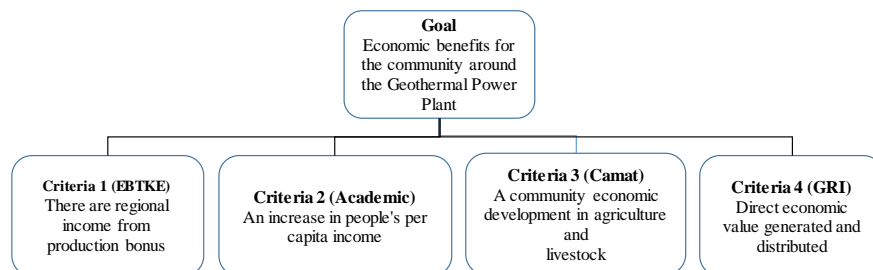 Goal
Economic benefits for
the community around
the Geothermal Power
Plant
Criteria 1 (EBTKE)
There are regional
income from
production bonus
Criteria 2 (Academic)
An increase in people's per
capita income
Criteria 3 (Camat)
A community economic
development in agriculture
and
livestock
Criteria 4 (GRI)
Direct economic
value generated and
distributed